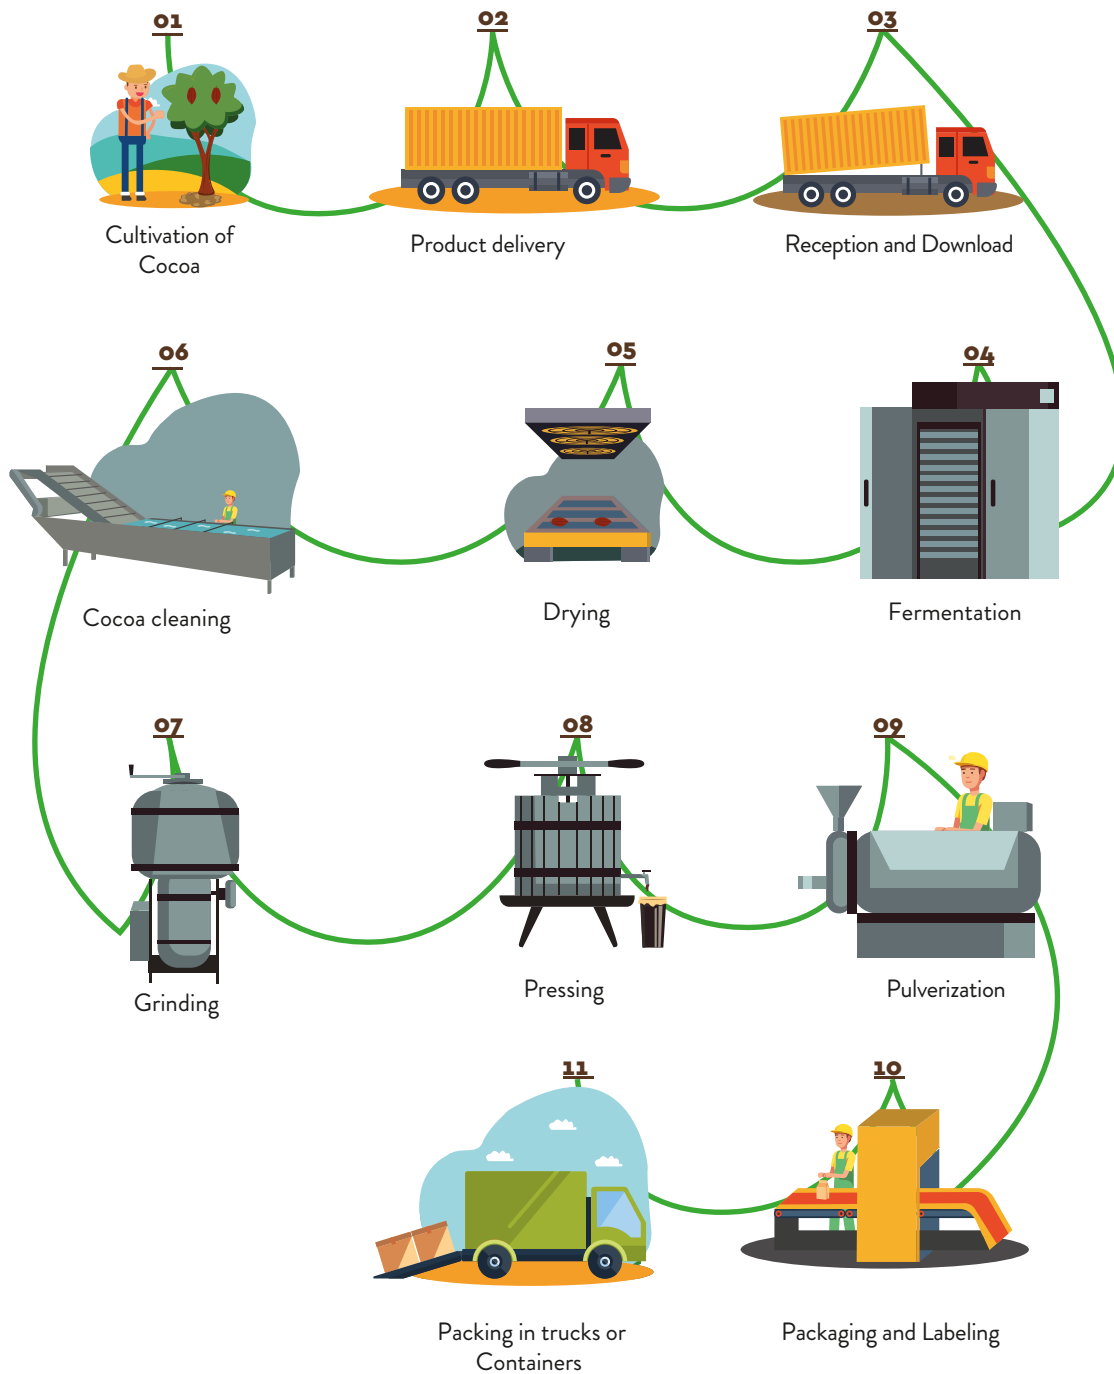 01
Cultivation of
Cocoa
02
Product delivery
03
Reception and Download
04
Fermentation
05
Drying
06
Cocoa cleaning
07
Grinding
08
Pressing
09
Pulverization
10
Packaging and Labeling
11
Packing in trucks or
Containers